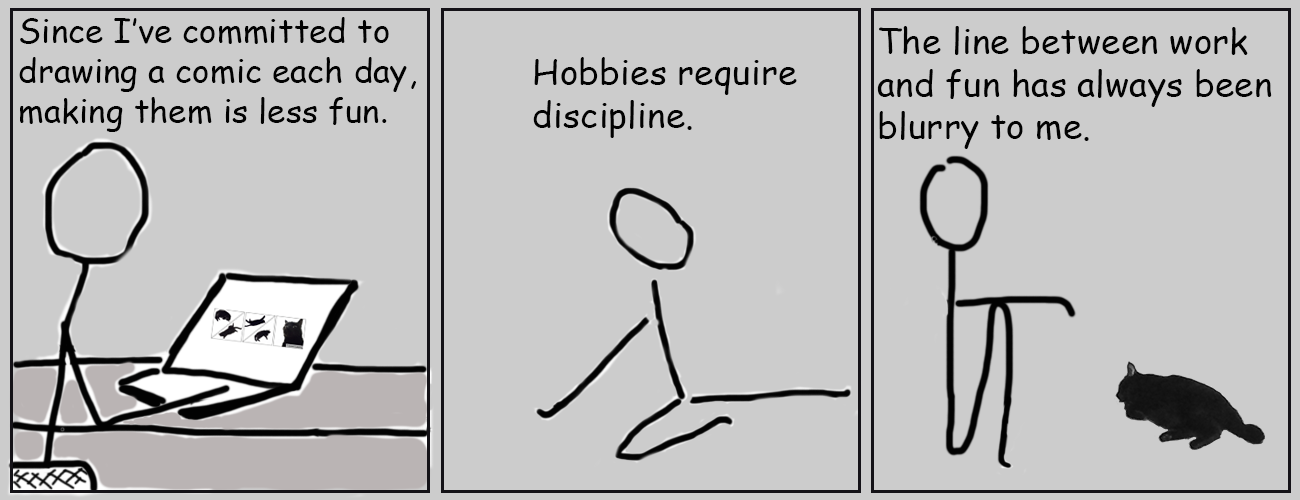 Since I've committed to
drawing a comic each day,
making them is less fun.
Hobbies require
discipline.
The line between work
and fun has always been
blurry to me.